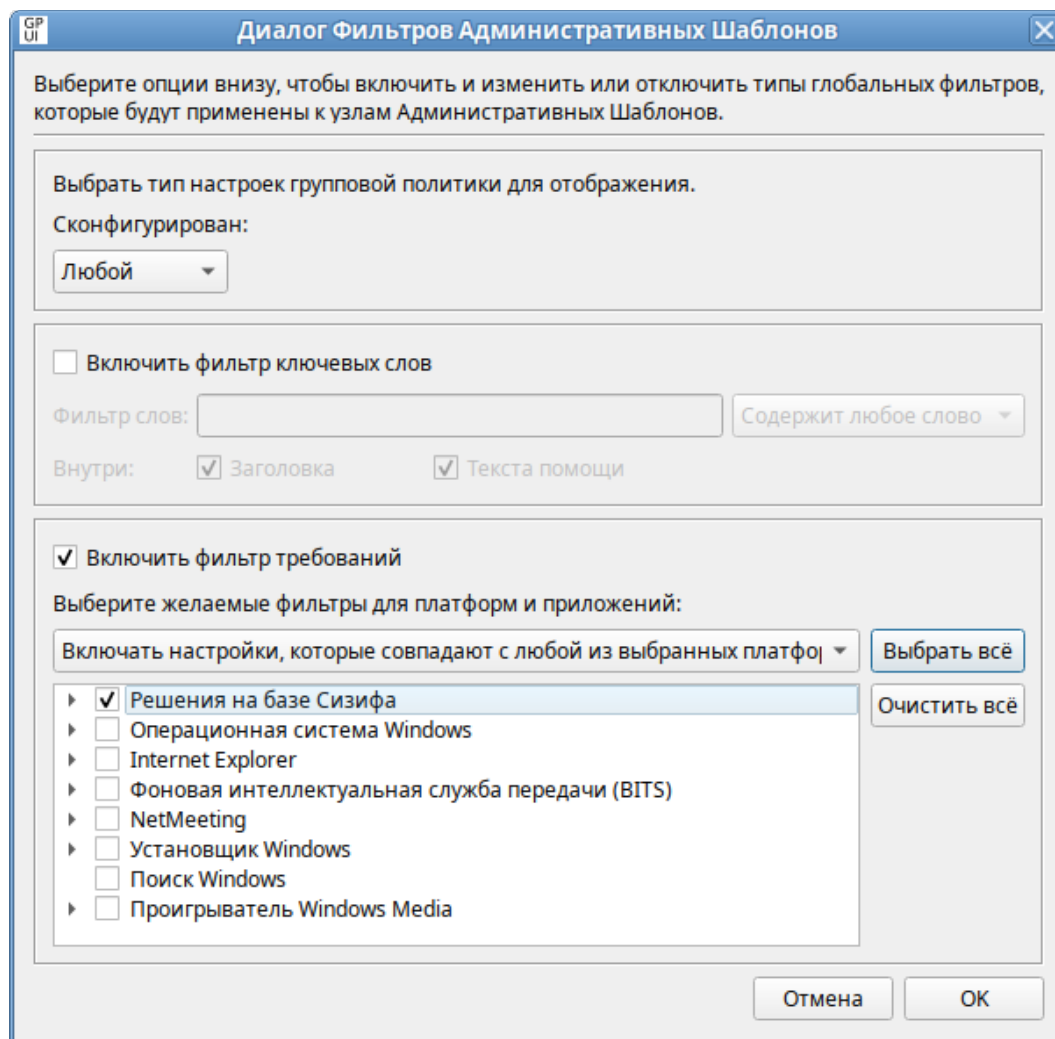 GP
UI
Диалог Фильтров Административных Шаблонов
Выберите опции внизу, чтобы включить и изменить или отключить типы глобальных фильтров,
которые будут применены к узлам Административных Шаблонов.
Выбрать тип настроек групповой политики для отображения.
Сконфигурирован:
Любой
Включить фильтр ключевых слов
Фильтр слов:
Содержит любое слово
Внутри:
Заголовка
Текста помощи
Включить фильтр требований
Выберите желаемые фильтры для платформ и приложений:
Включать настройки, которые совпадают с любой из выбранных платфор
Выбрать всё
Решения на базе Сизифа
Очистить всё
Операционная система Windows
Internet Explorer
Фоновая интеллектуальная служба передачи (BITS)
NetMeeting
Установщик Windows
Поиск Windows
Проигрыватель Windows Media
Отмена
OK